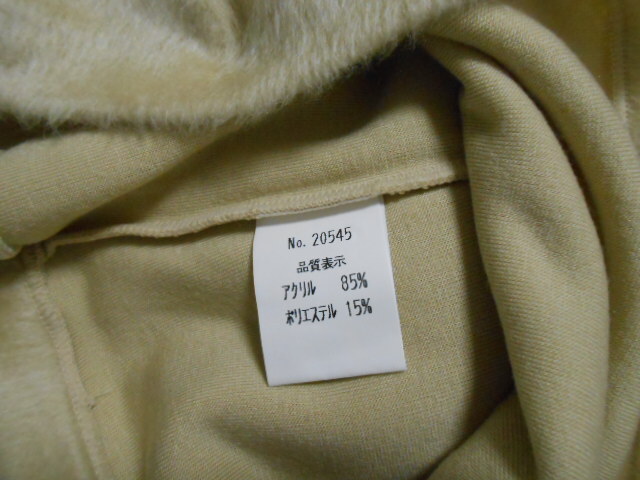 No. 20545
品質表示
アクリル 85%
ポリエステル 15%